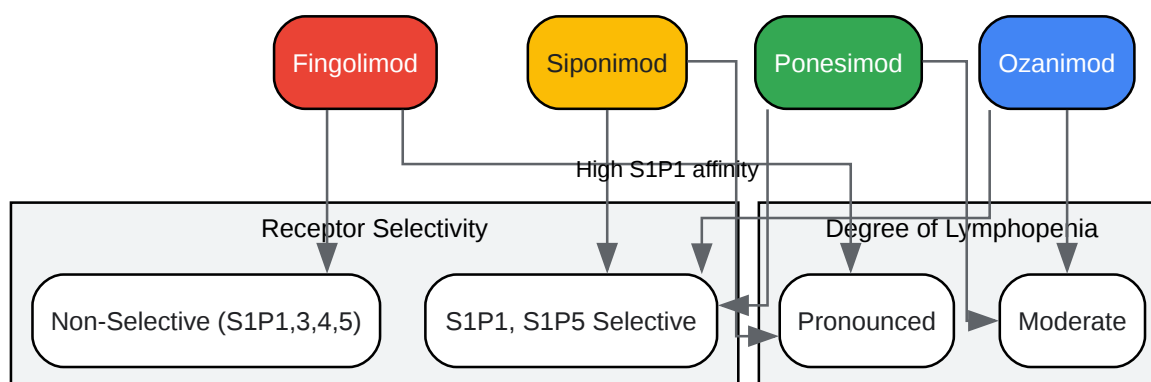 Fingolimod
Siponimod
Ponesimod
Ozanimod
High S1P1 affinity
Receptor Selectivity
Degree of Lymphopenia
Non-Selective (S1P1,3,4,5)
S1P1, S1P5 Selective
Pronounced
Moderate